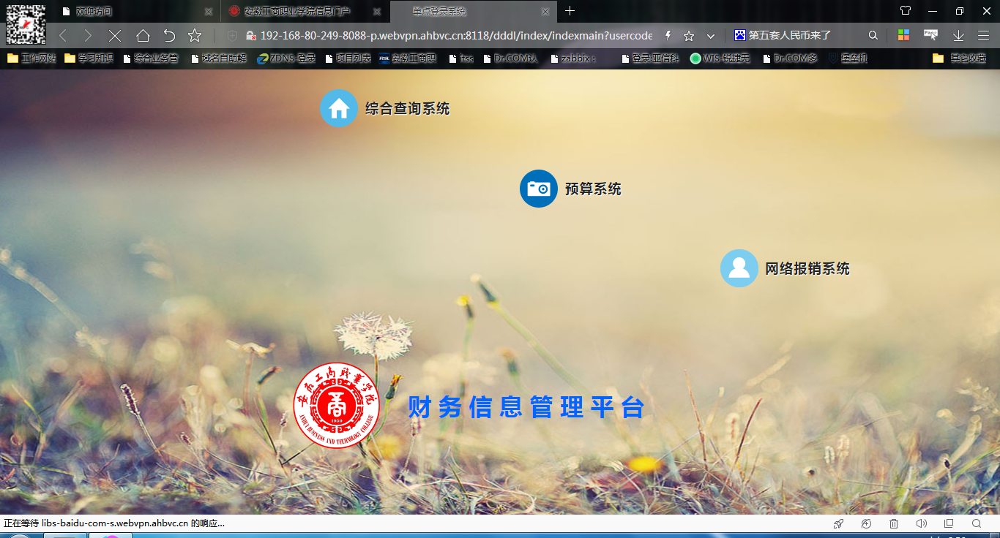 欢迎访问
安徽工商职业学院信息门户
单点登录系统
192-168-80-249-8088-p.webvpn.ahbvc.cn:8118/dddl/index/indexmain?usercode
第五套人民币来了
工作网站
学习知识
综合业务管
域名自助解
ZDNS-登录
项目列表
安徽工商职
itss
Dr.COM认
zabbix：
登录-亚信科
WIS-锐捷无
Dr.COM多
堡垒机
其它收藏
综合查询系统
预算系统
网络报销系统
安徽工商职业学院
ANHUI BUSINESS AND TECHNOLOGY COLLEGE
财务信息管理平台
正在等待 libs-baidu-com-s.webvpn.ahbvc.cn 的响应...